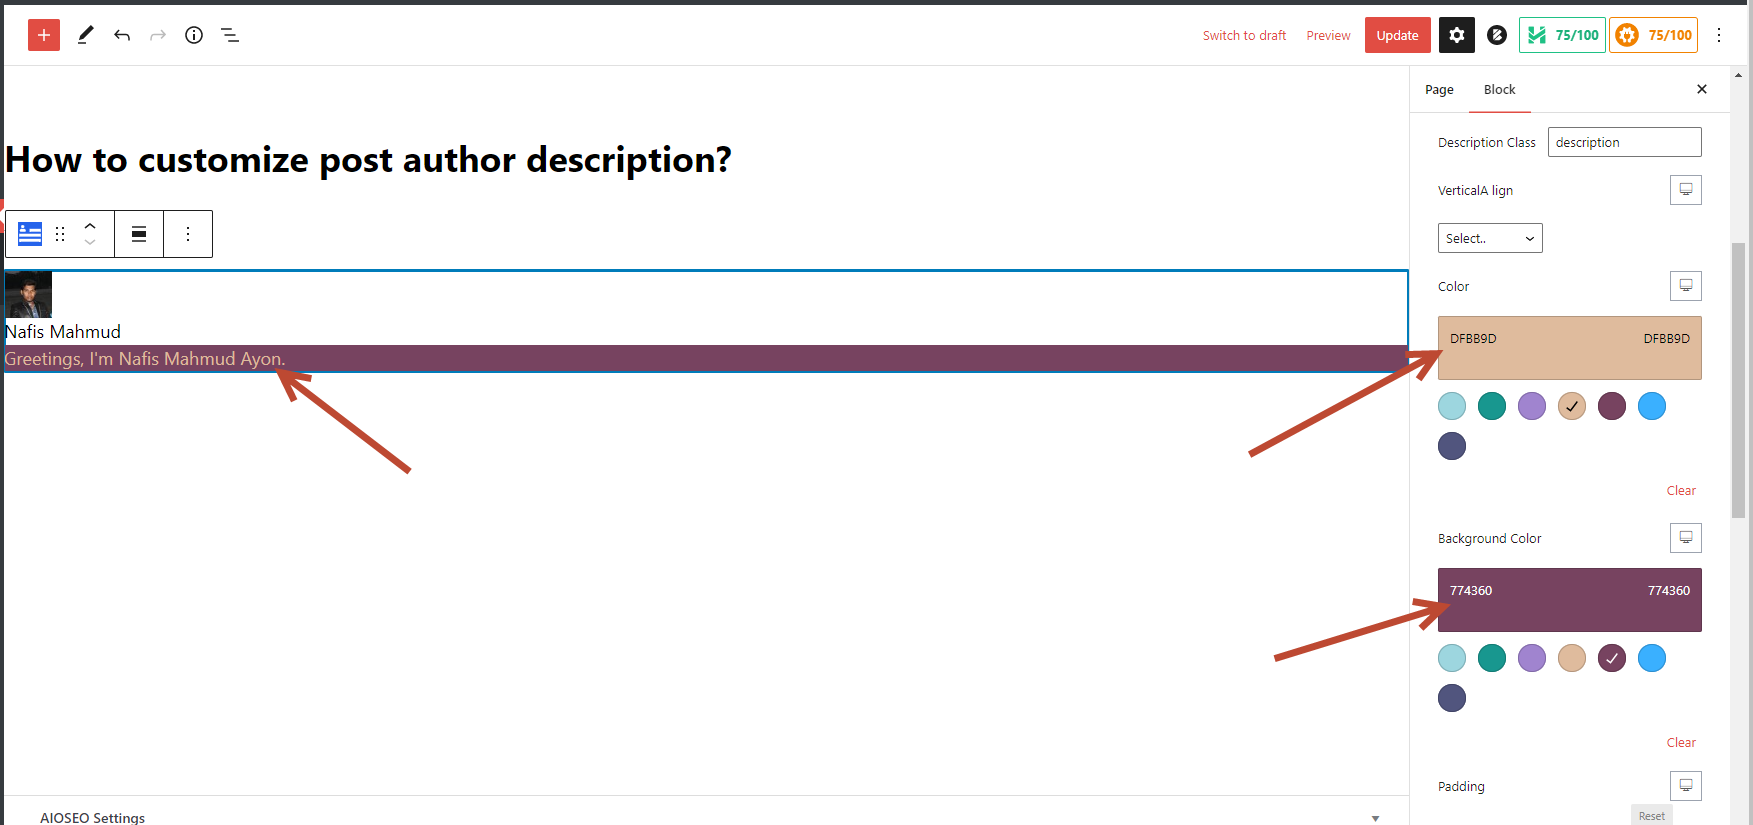 Switch to draft Preview Update 75/100 75/100
Page Block
Description Class description
VerticalA lign
Select..
Color
DFBB9D DFBB9D
Clear
Background Color
774360 774360
Clear
Padding
Reset
How to customize post author description?
Nafis Mahmud
Greetings, I'm Nafis Mahmud Ayon.
AIOSEO Settings